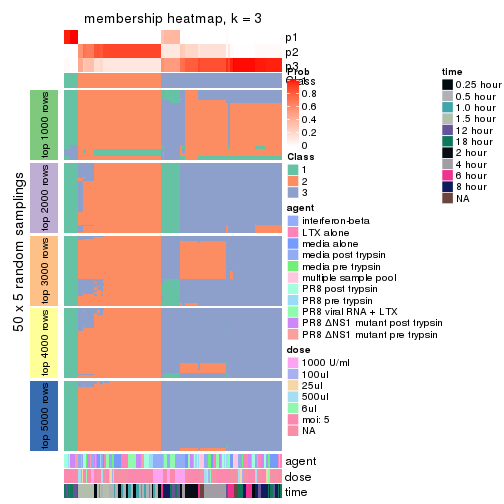 membership heatmap, k = 3
p1
p2
p3
Class
50 x 5 random samplings
top 1000 rows
top 2000 rows
top 3000 rows
top 4000 rows
top 5000 rows
agent
dose
time
Prob
1
0.8
0.6
0.4
0.2
0
Class
1
2
3
agent
interferon-beta
LTX alone
media alone
media post trypsin
media pre trypsin
multiple sample pool
PR8 post trypsin
PR8 pre trypsin
PR8 viral RNA + LTX
PR8 ΔNS1 mutant post trypsin
PR8 ΔNS1 mutant pre trypsin
dose
1000 U/ml
100ul
25ul
500ul
6ul
moi: 5
NA
time
0.25 hour
0.5 hour
1.0 hour
1.5 hour
12 hour
18 hour
2 hour
4 hour
6 hour
8 hour
NA